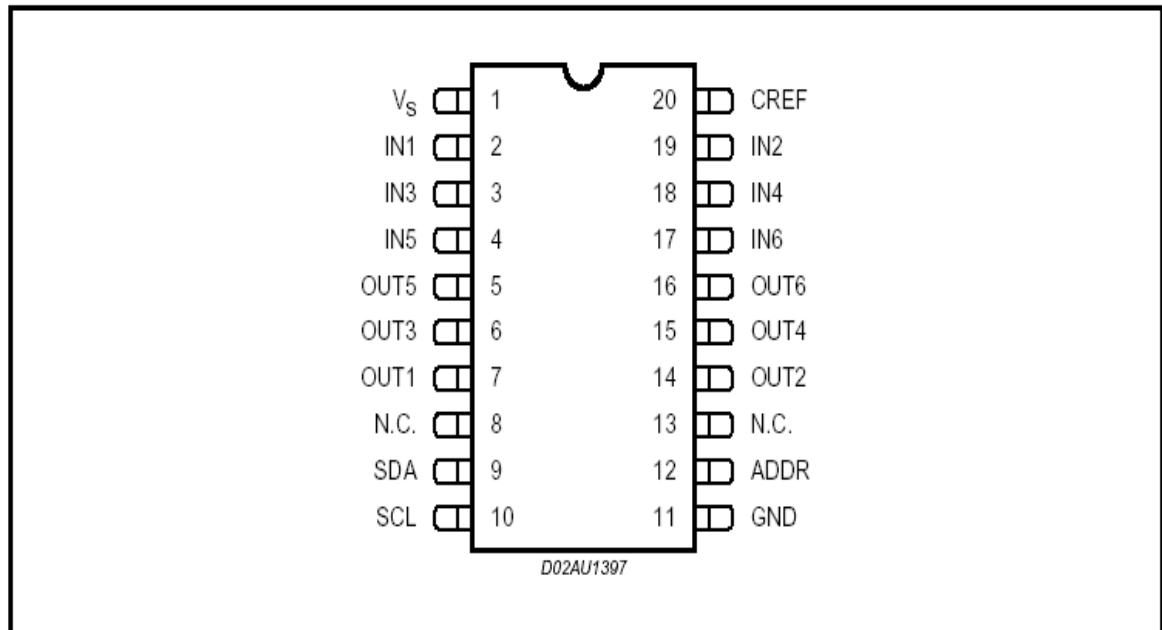 VS 1 20 CREF
IN1 2 19 IN2
IN3 3 18 IN4
IN5 4 17 IN6
OUT5 5 16 OUT6
OUT3 6 15 OUT4
OUT1 7 14 OUT2
N.C. 8 13 N.C.
SDA 9 12 ADDR
SCL 10 11 GND
D02AU1397